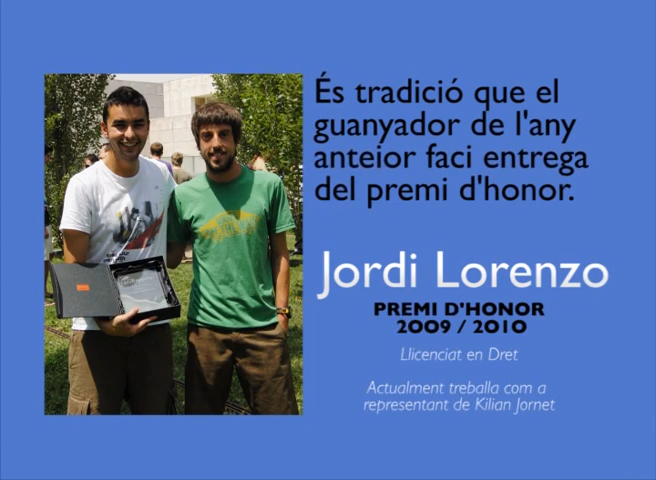 És tradició que el
guanyador de l'any
anteior faci entrega
del premi d'honor.
Jordi Lorenzo
PREMI D'HONOR
2009 / 2010
Llicenciat en Dret
Actualment treballa com a
representant de Kilian Jornet